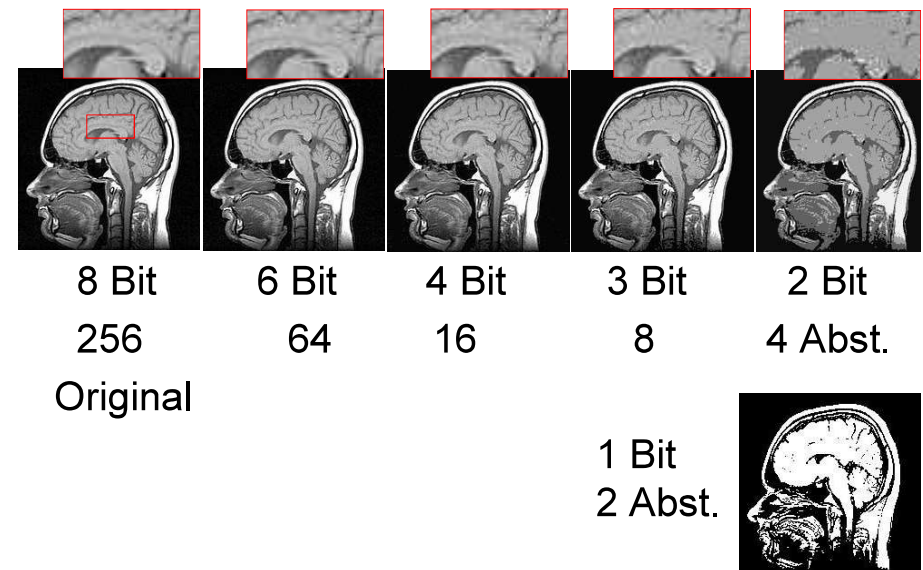 8 Bit 6 Bit 4 Bit 3 Bit 2 Bit
256 64 16 8 4 Abst.
Original
1 Bit
2 Abst.